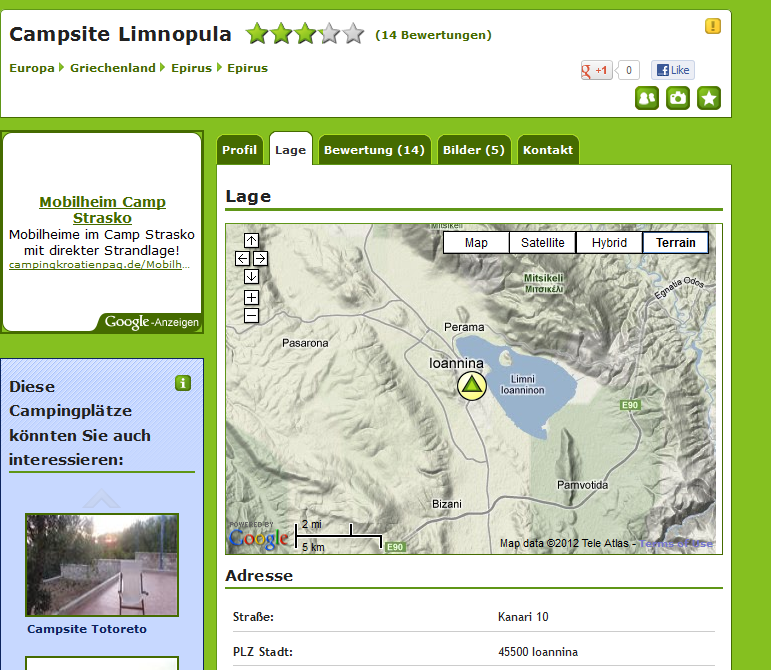 Campsite Limnopula
(14 Bewertungen)
Europa Griechenland Epirus Epirus
+1 0 Like
Mobilheim Camp
Strasko
Mobilheime im Camp Strasko
mit direkter Strandlage!
campingkroatienpag.de/Mobilh...
Google-Anzeigen
Diese
Campingplätze
könnten Sie auch
interessieren:
Campsite Totoreto
Profil Lage Bewertung (14) Bilder (5) Kontakt
Lage
Mitsikeli
Map Satellite Hybrid Terrain
Mitsikeli
Μιτσικέλι
Egnatia Odos
Perama
Pasarona
Ioannina
Limni
Ioanninon
E90
Pamvotida
Bizani
POWERED BY
Google
2 mi
5 km
E90
Map data ©2012 Tele Atlas - Terms of Use
Adresse
Straße: Kanari 10
PLZ Stadt: 45500 Ioannina